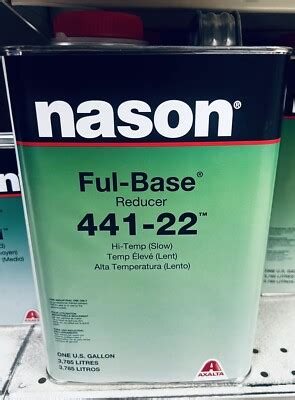 nason®
Ful-Base®
Reducer
441-22™
Hi-Temp (Slow)
Temp Élevé (Lent)
Alta Temperatura (Lento)
ONE U.S. GALLON
3,785 LITRES
3,785 LITROS
AXALTA